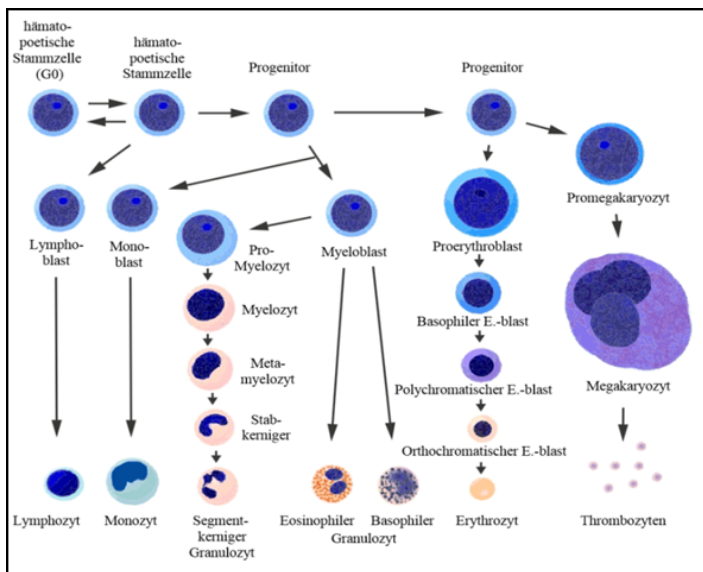 hämato-
poetische
Stammzelle
(G0)
hämato-
poetische
Stammzelle
Progenitor
Progenitor
Lympho-
blast
Mono-
blast
Pro-
Myelozyt
Myeloblast
Proerythroblast
Promegakaryozyt
Myelozyt
Basophiler E.-blast
Meta-
myelozyt
Polychromatischer E.-blast
Megakaryozyt
Stab-
kerniger
Orthochromatischer E.-blast
Lymphozyt
Monozyt
Segment-
kerniger
Granulozyt
Eosinophiler
Basophiler
Granulozyt
Erythrozyt
Thrombozyten